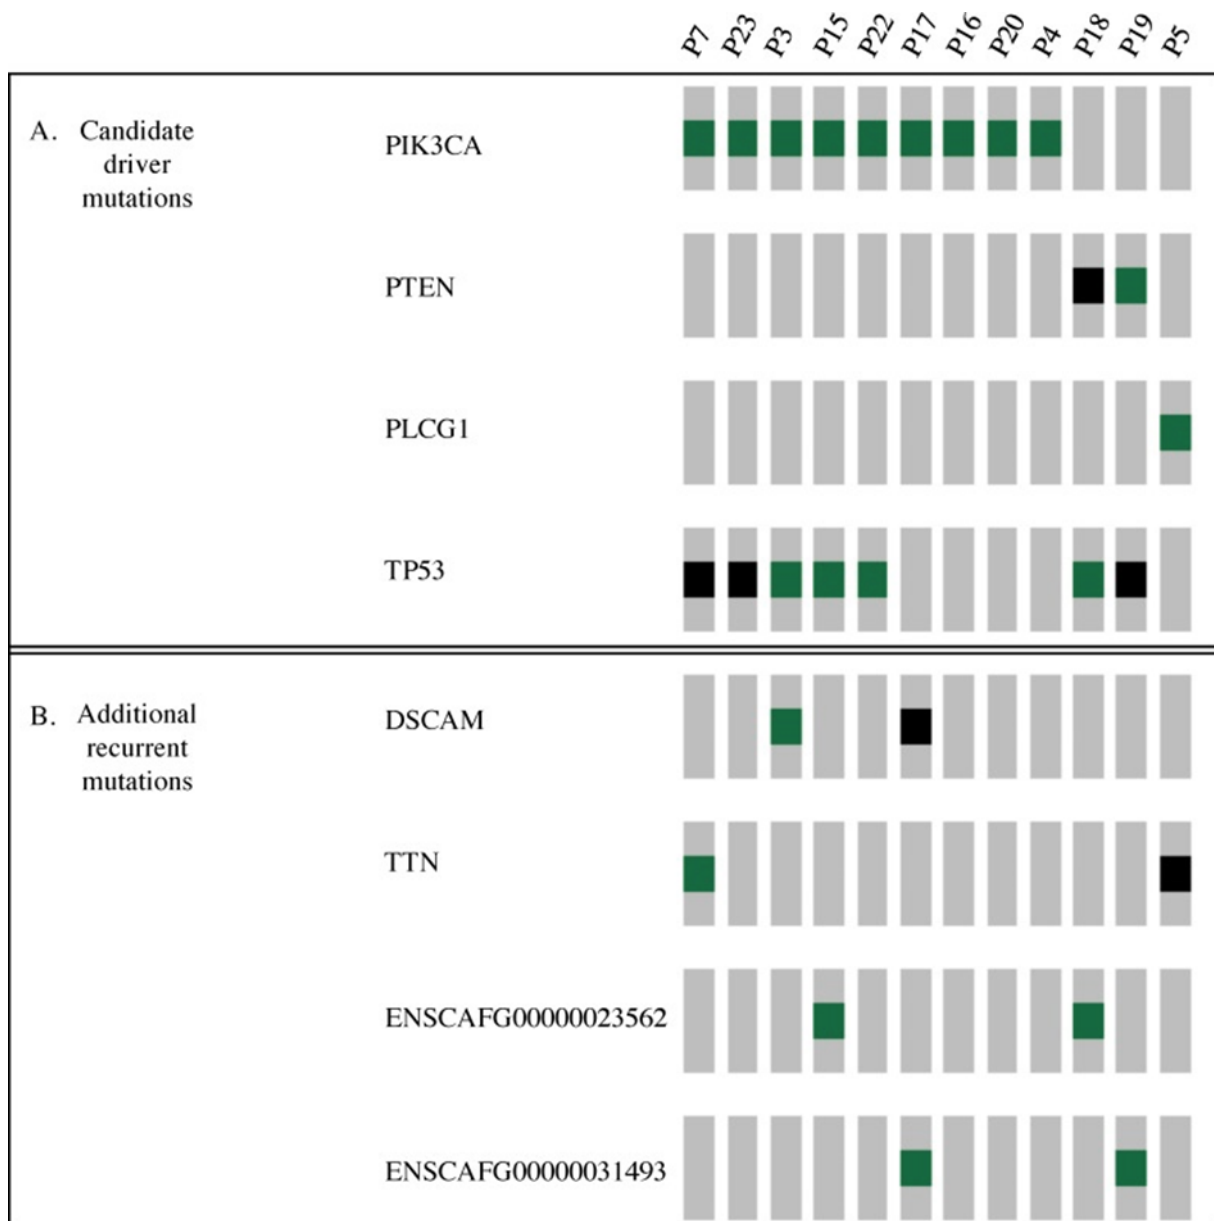 P7 P23 P3 P15 P22 P17 P16 P20 P4 P18 P19 P5
A. Candidate
driver
mutations
PIK3CA
PTEN
PLCG1
TP53
B. Additional
recurrent
mutations
DSCAM
TTN
ENSCAFG00000023562
ENSCAFG00000031493